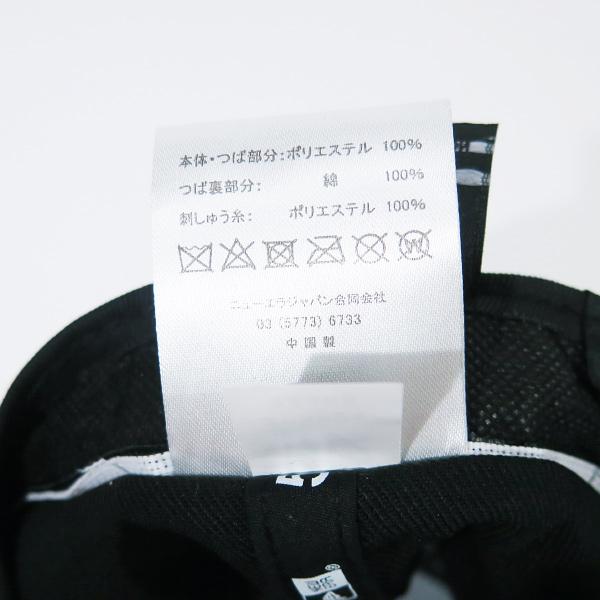 本体・つば部分:ポリエステル 100%
つば裏部分: 綿 100%
刺しゅう糸: ポリエステル 100%
ニューエラジャパン合同会社
03 (5773) 6733
中国製